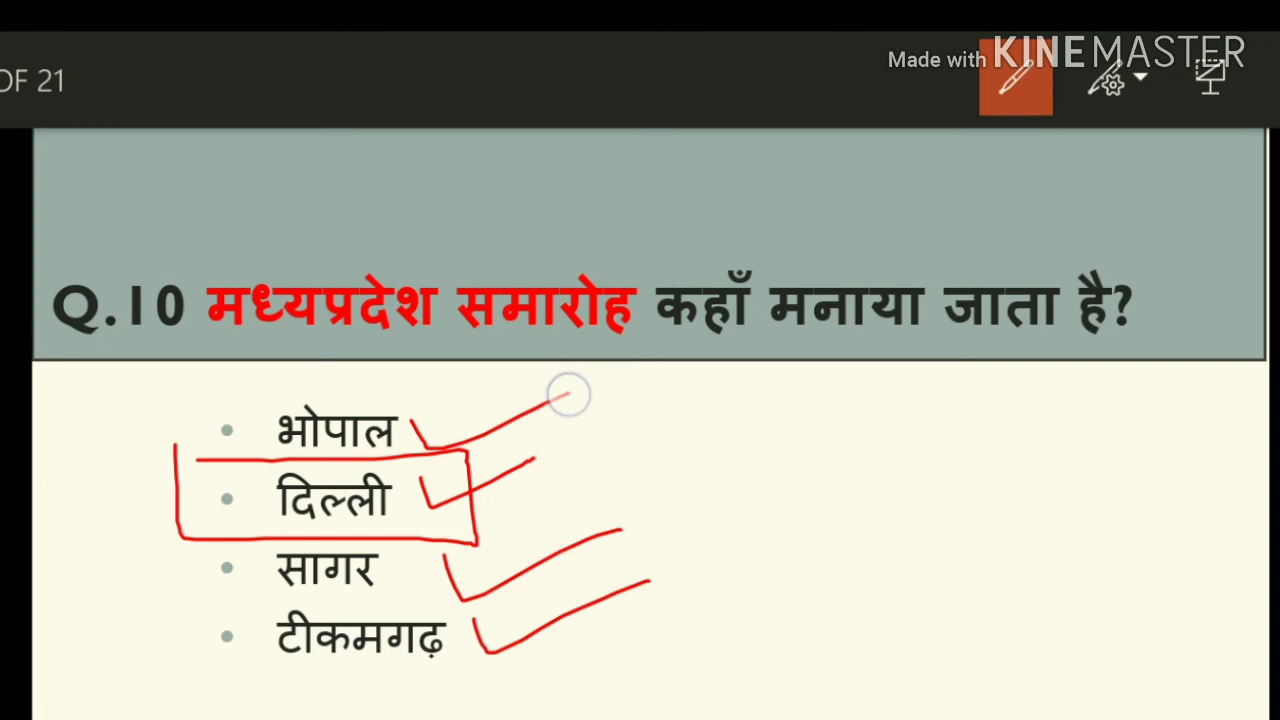 Made with KINEMASTER
OF 21
Q.10 मध्यप्रदेश समारोह कहाँ मनाया जाता है?
भोपाल
दिल्ली
सागर
टीकमगढ़